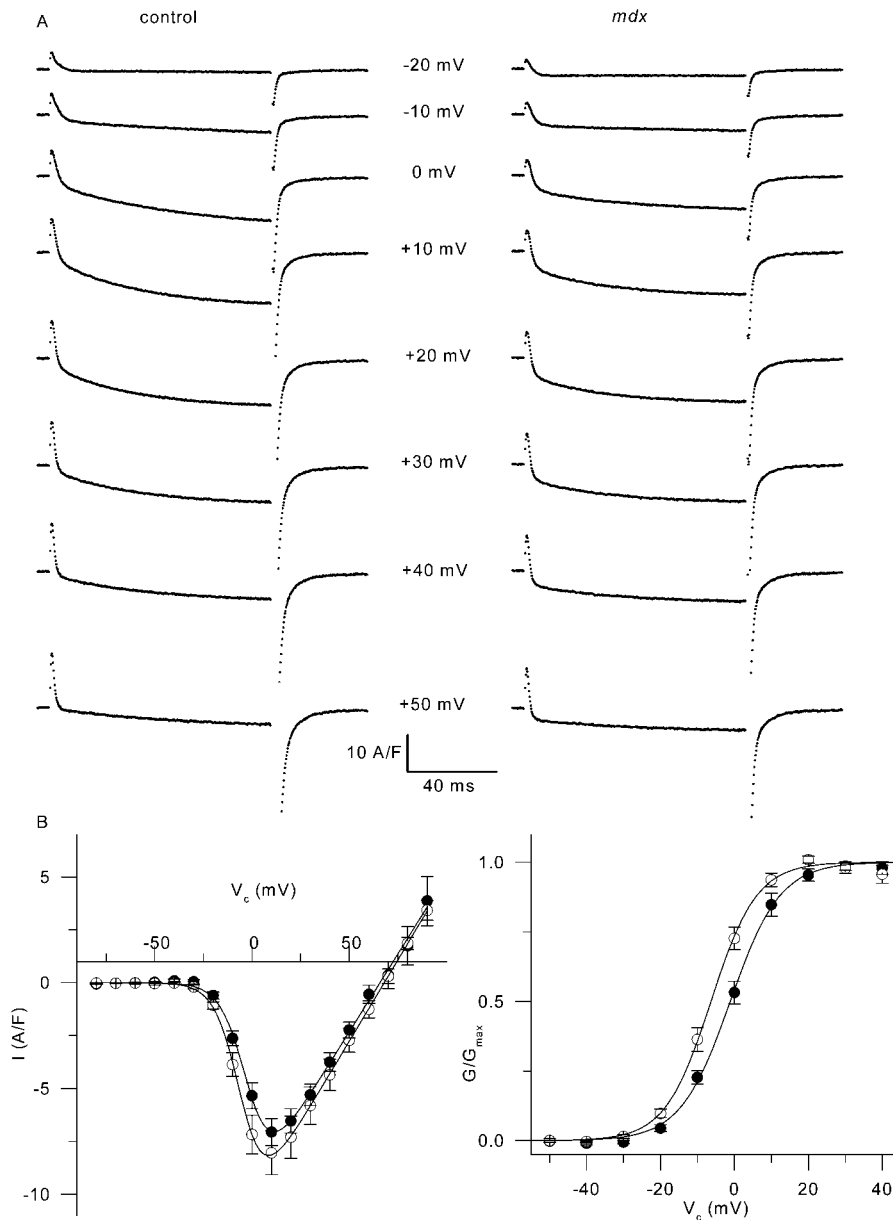 A
control
mdx
-20 mV
-10 mV
0 mV
+10 mV
+20 mV
+30 mV
+40 mV
+50 mV
10 A/F
40 ms
B
5
0
-5
-10
I (A/F)
V_c (mV)
-50
0
50
1.0
0.5
0.0
G/G_max
-40
-20
0
20
40
V_c (mV)